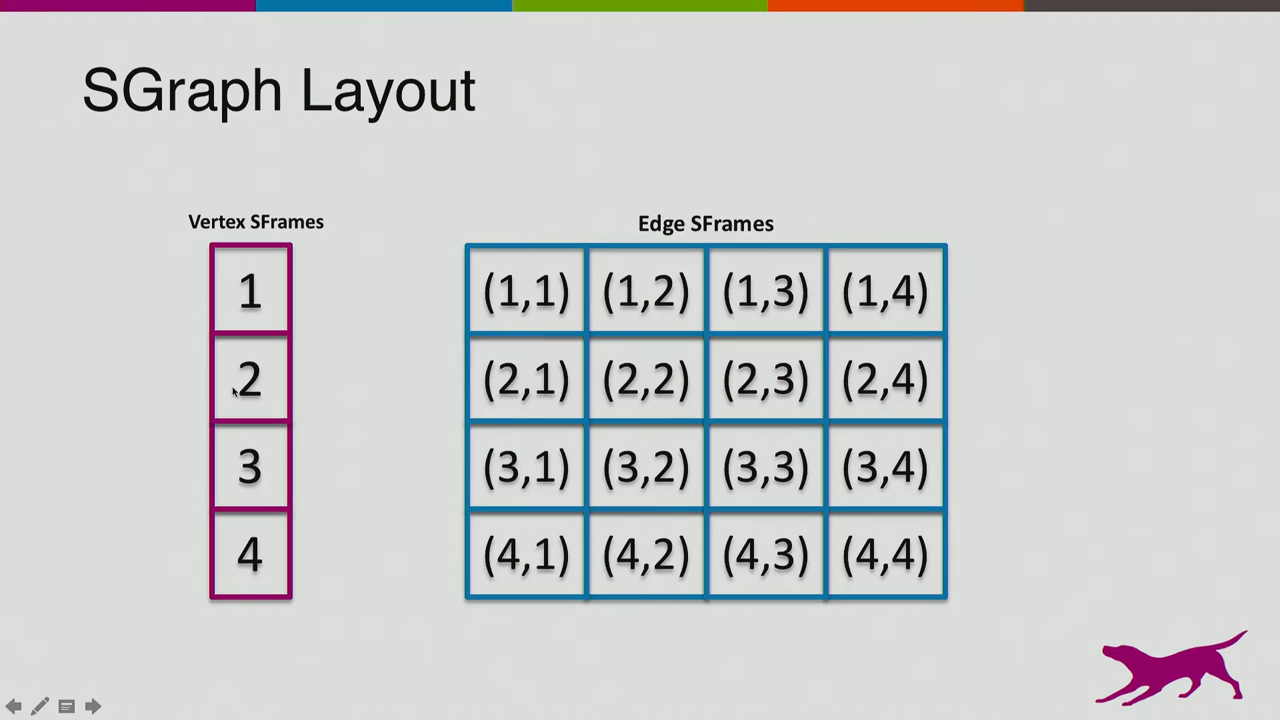 SGraph Layout
Vertex SFrames
Edge SFrames
1
(1,1) (1,2) (1,3) (1,4)
2
(2,1) (2,2) (2,3) (2,4)
3
(3,1) (3,2) (3,3) (3,4)
4
(4,1) (4,2) (4,3) (4,4)